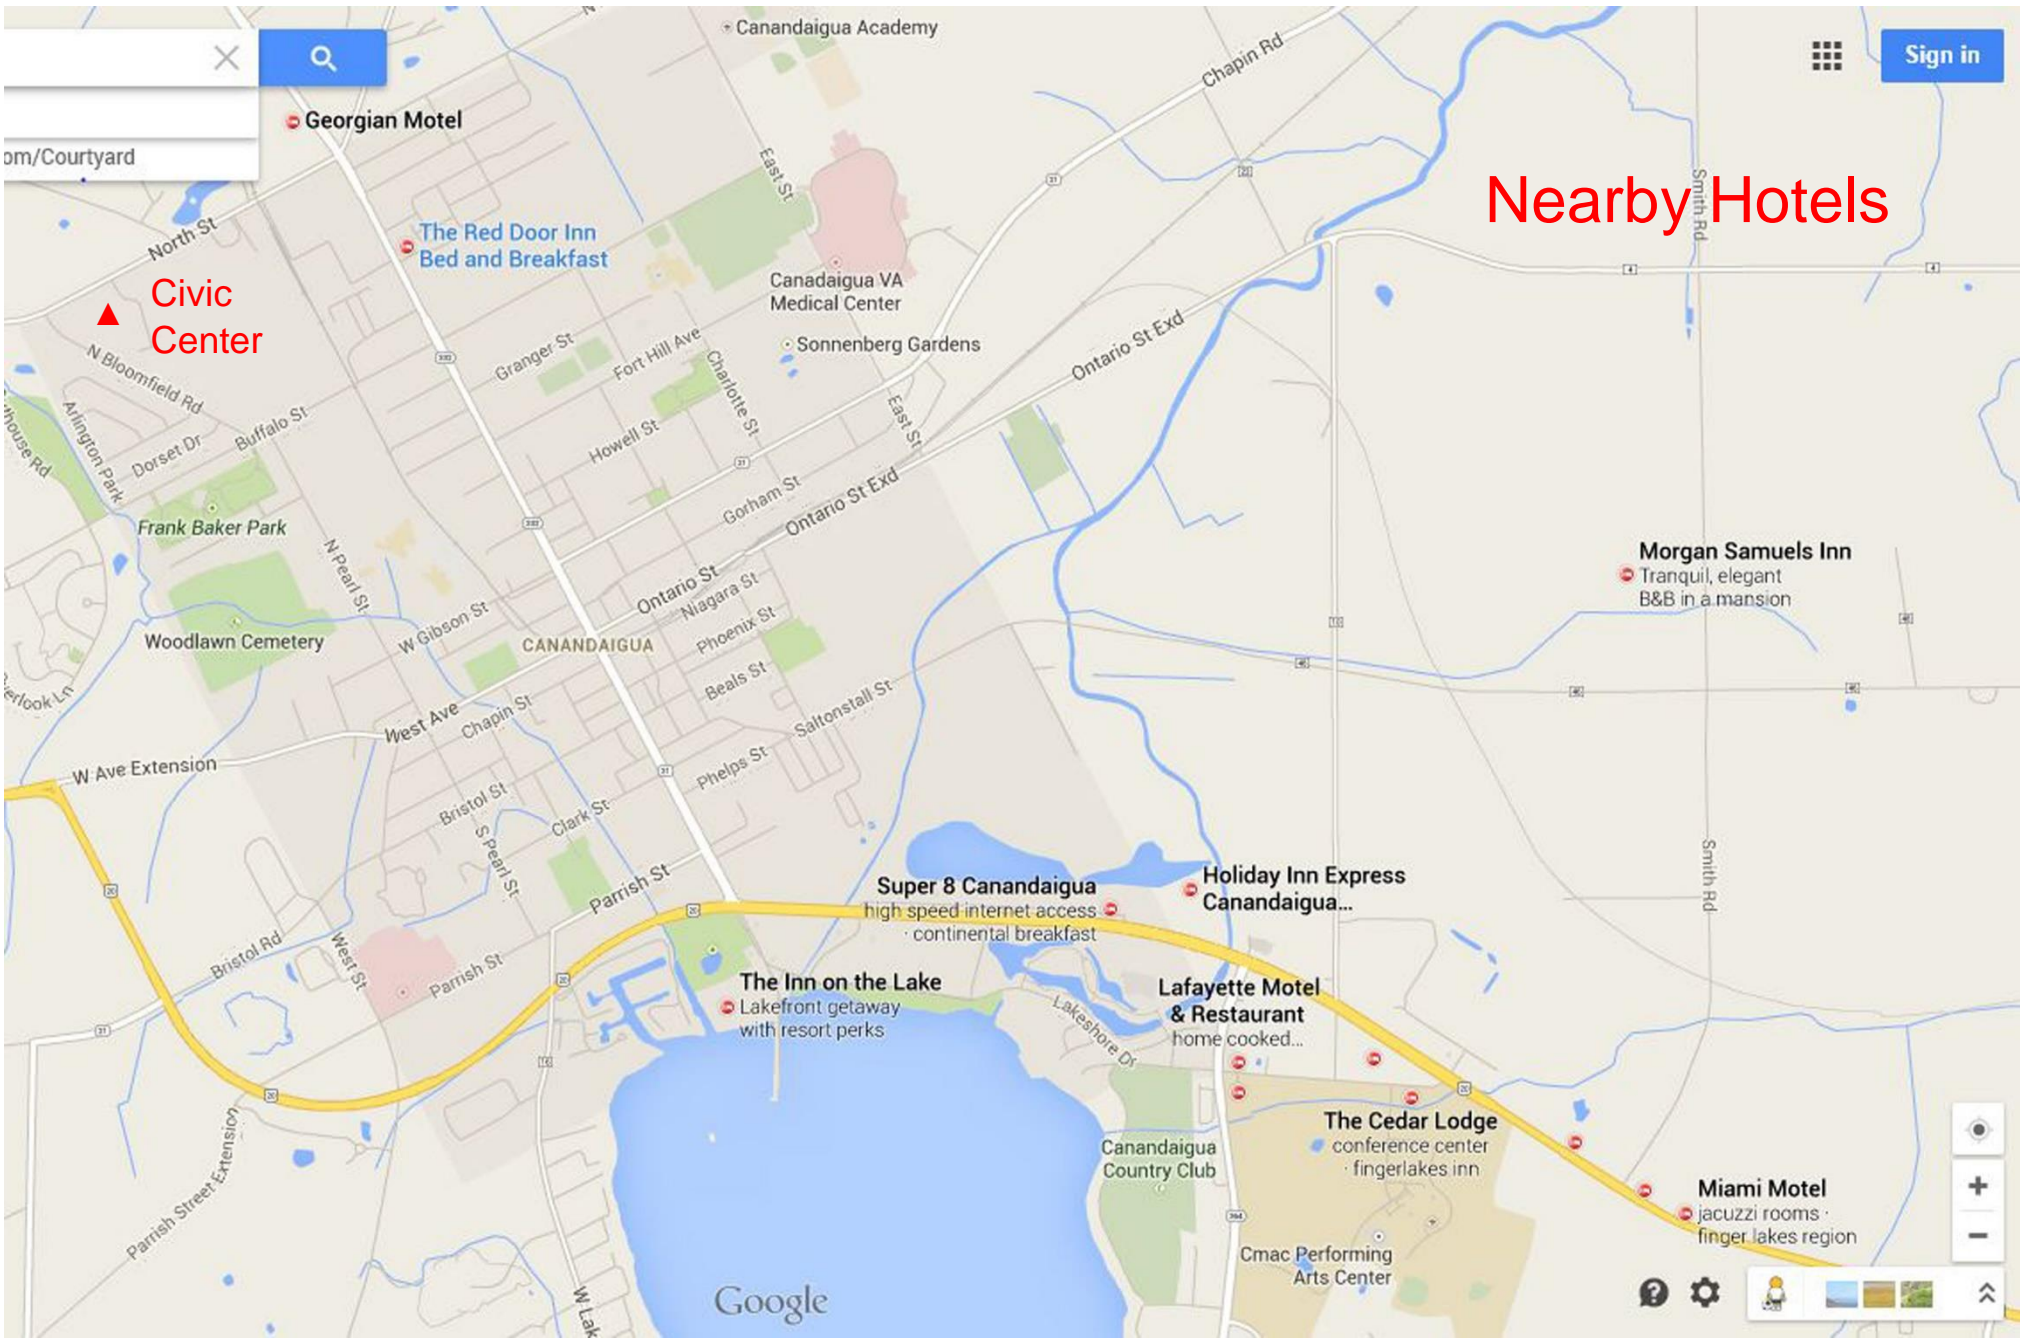 Canandaigua Academy
Chapin Rd
Sign in
Georgian Motel
om/Courtyard
East St
Nearby Hotels
Smith Rd
North St
The Red Door Inn
Bed and Breakfast
Canadaigua VA
Medical Center
Civic
Center
Sonnenberg Gardens
Ontario St Exd
Granger St
Fort Hill Ave
Charlotte St
N Bloomfield Rd
Arlington Park
Dorset Dr
Buffalo St
Howell St
East St
Gorham St
Ontario St Exd
Frank Baker Park
N Pearl St
Ontario St
Niagara St
Phoenix St
Morgan Samuels Inn
Tranquil, elegant
B&B in a mansion
Woodlawn Cemetery
W Gibson St
CANANDAIGUA
Beals St
Saltonstall St
West Ave
Chapin St
Phelps St
W Ave Extension
Bristol St
Clark St
S Pearl St
Parrish St
Smith Rd
Super 8 Canandaigua
high speed internet access
· continental breakfast
Holiday Inn Express
Canandaigua...
Bristol Rd
West St
Parrish St
The Inn on the Lake
Lakefront getaway
with resort perks
Lakeshore Dr
Lafayette Motel
& Restaurant
home cooked...
The Cedar Lodge
conference center
· fingerlakes inn
Canandaigua
Country Club
Parrish Street Extension
Miami Motel
jacuzzi rooms ·
finger lakes region
Cmac Performing
Arts Center
W Lak
Google